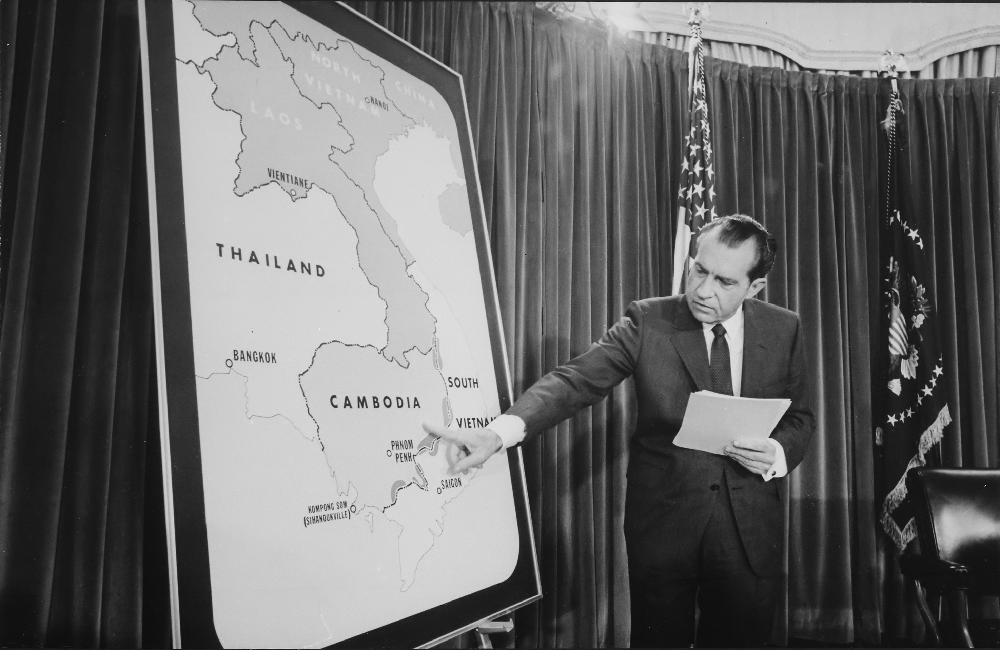 NORTH
VIETNAM
CHINA
HANOI
LAOS
VIENTIANE
THAILAND
BANGKOK
SOUTH
CAMBODIA
VIETNAM
PHNOM
PENH
SAIGON
KOMPONG SOM
(SIHANOUKVILLE)